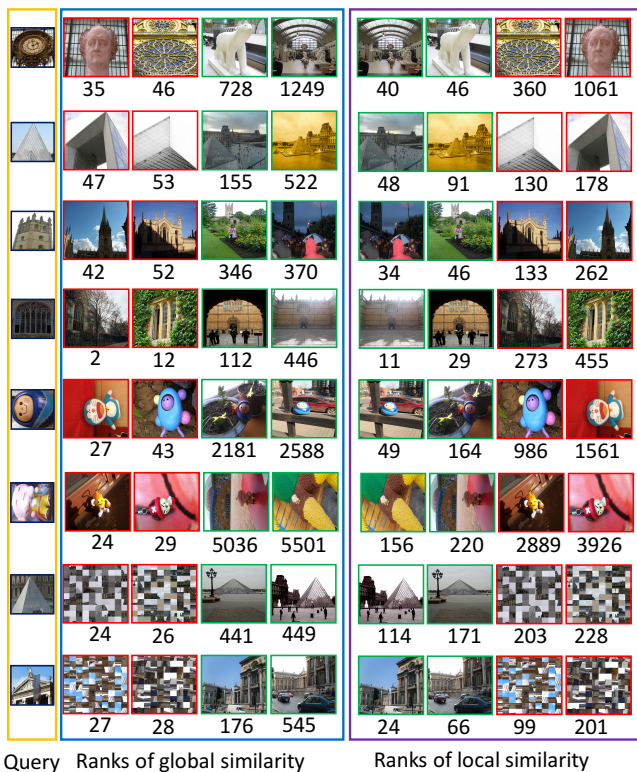 35 46 728 1249 40 46 360 1061
47 53 155 522 48 91 130 178
42 52 346 370 34 46 133 262
2 12 112 446 11 29 273 455
27 43 2181 2588 49 164 986 1561
24 29 5036 5501 156 220 2889 3926
24 26 441 449 114 171 203 228
27 28 176 545 24 66 99 201
Query Ranks of global similarity Ranks of local similarity